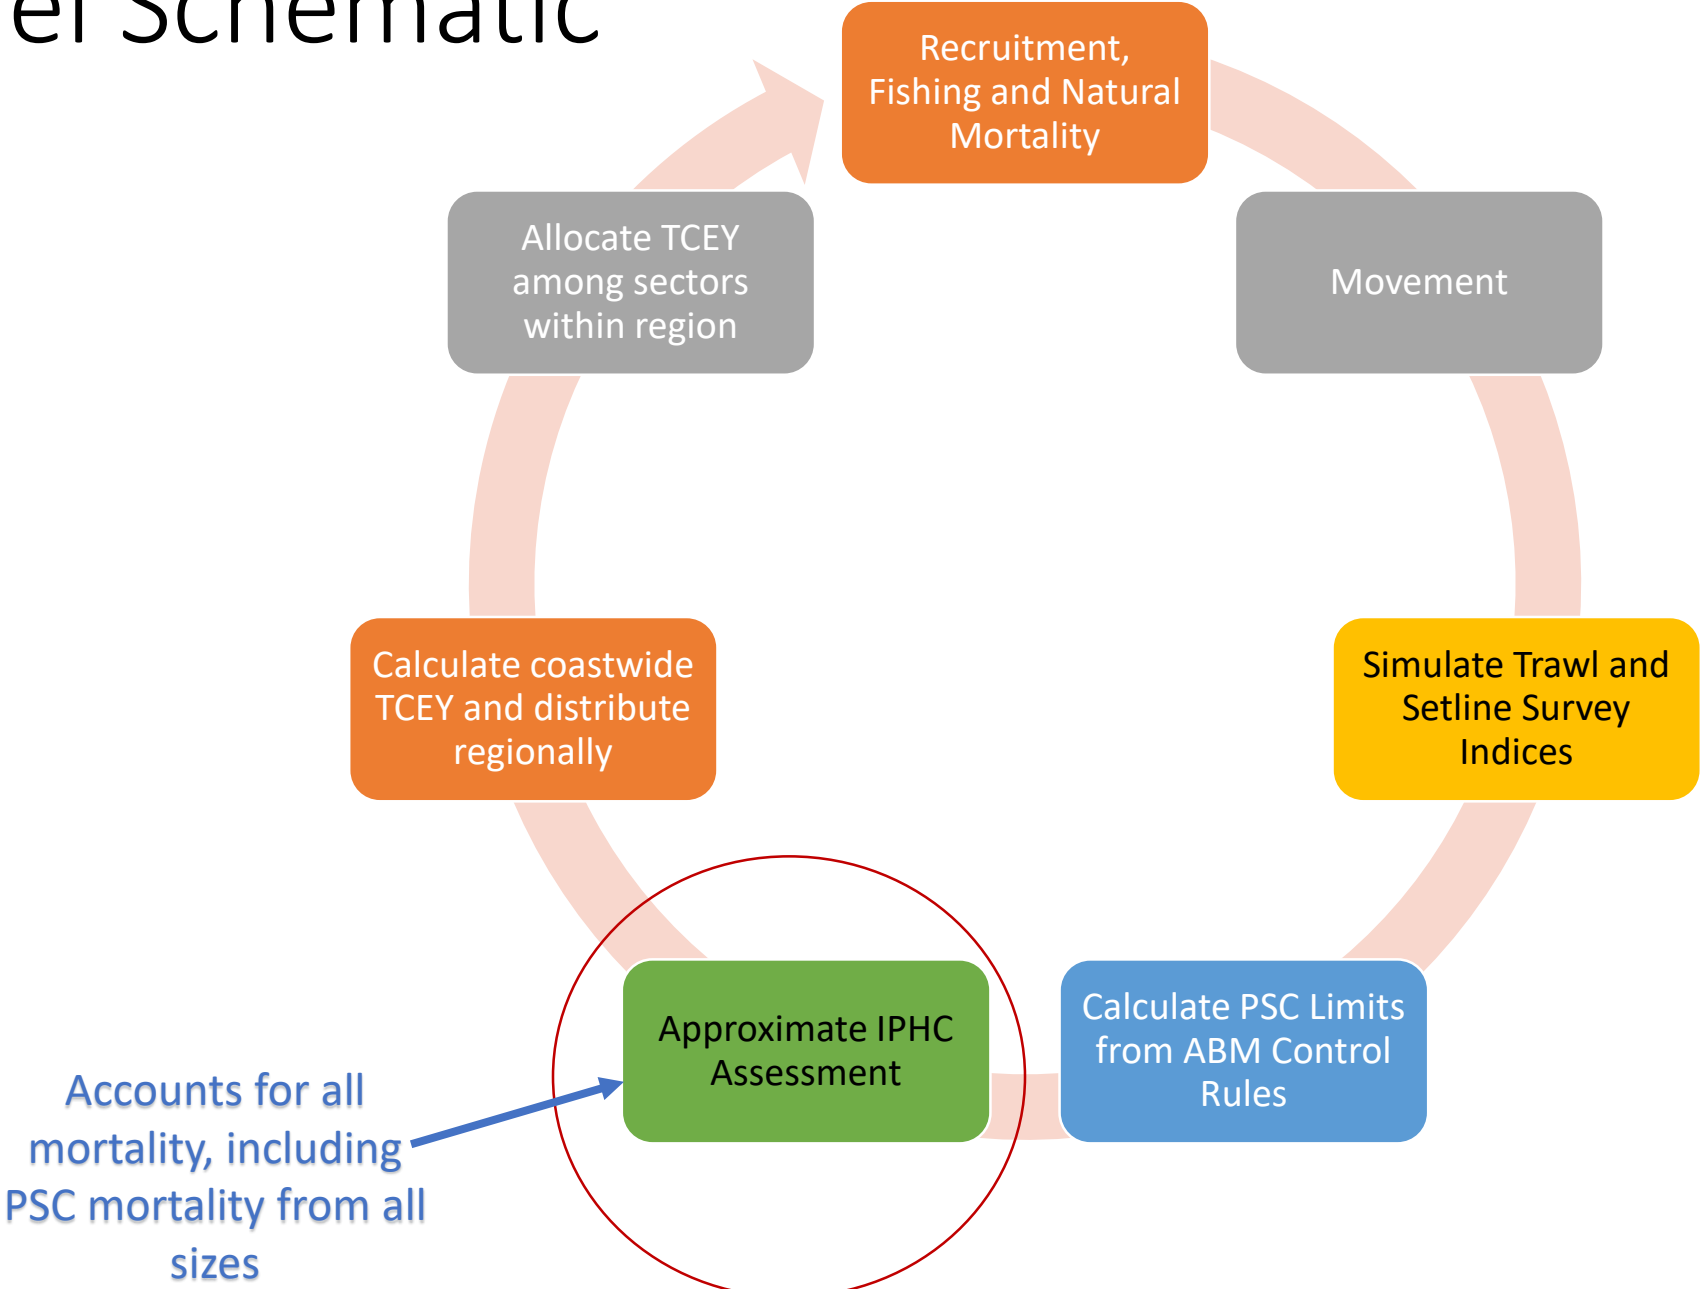 el Schematic
Recruitment,
Fishing and Natural
Mortality
Movement
Simulate Trawl and
Setline Survey
Indices
Calculate PSC Limits
from ABM Control
Rules
Approximate IPHC
Assessment
Calculate coastwide
TCEY and distribute
regionally
Allocate TCEY
among sectors
within region
Accounts for all
mortality, including
PSC mortality from all
sizes